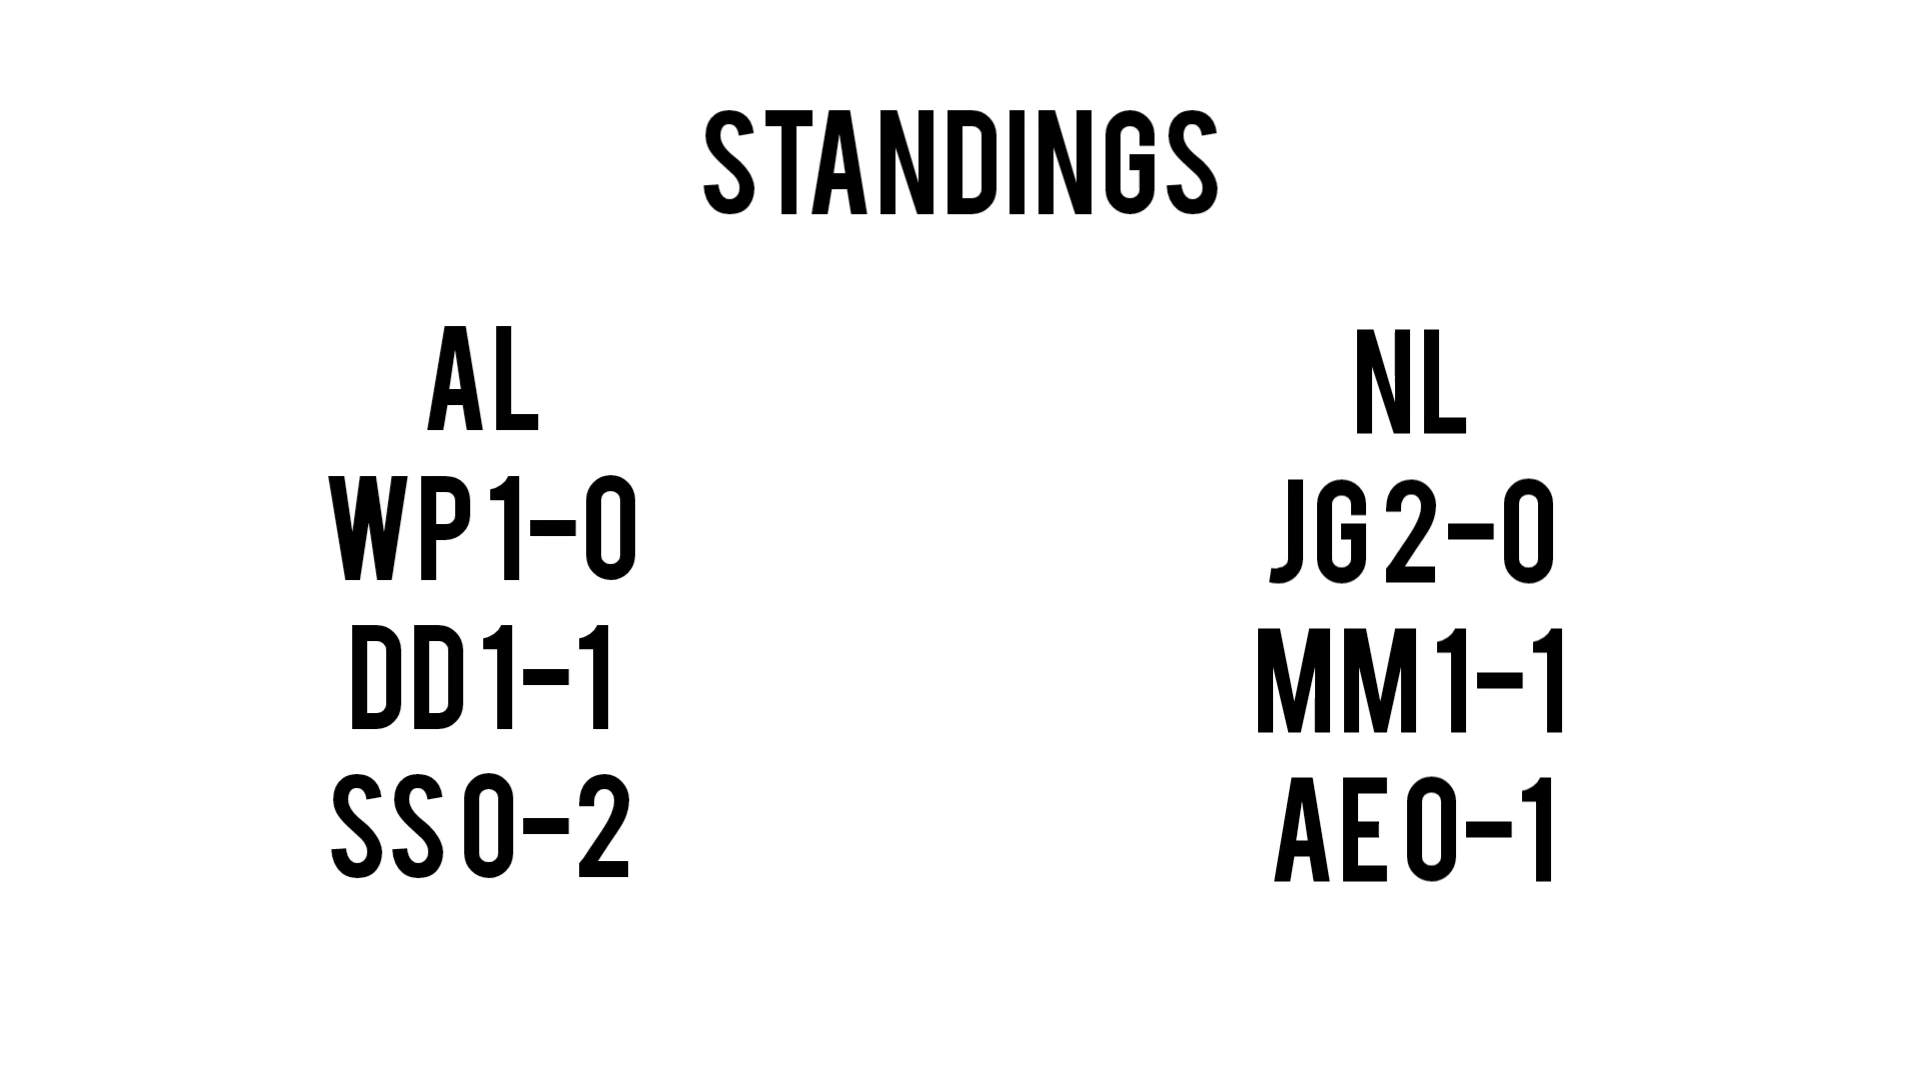 STANDINGS
AL
WP 1-0
DD 1-1
SS 0-2
NL
JG 2-0
MM 1-1
AE 0-1